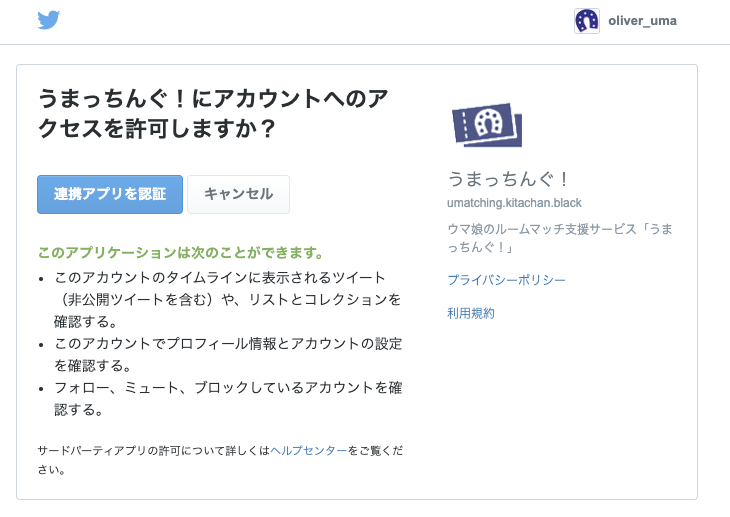 oliver_uma
うまっちんぐ！にアカウントへのア
クセスを許可しますか？
連携アプリを認証
キャンセル
このアプリケーションは次のことができます。
• このアカウントのタイムラインに表示されるツイート
（非公開ツイートを含む）や、リストとコレクションを
確認する。
• このアカウントでプロフィール情報とアカウントの設定
を確認する。
• フォロー、ミュート、ブロックしているアカウントを確
認する。
サードパーティアプリの許可について詳しくはヘルプセンターをご覧くだ
さい。
うまっちんぐ！
umatching.kitachan.black
ウマ娘のルームマッチ支援サービス「うま
っちんぐ！」
プライバシーポリシー
利用規約